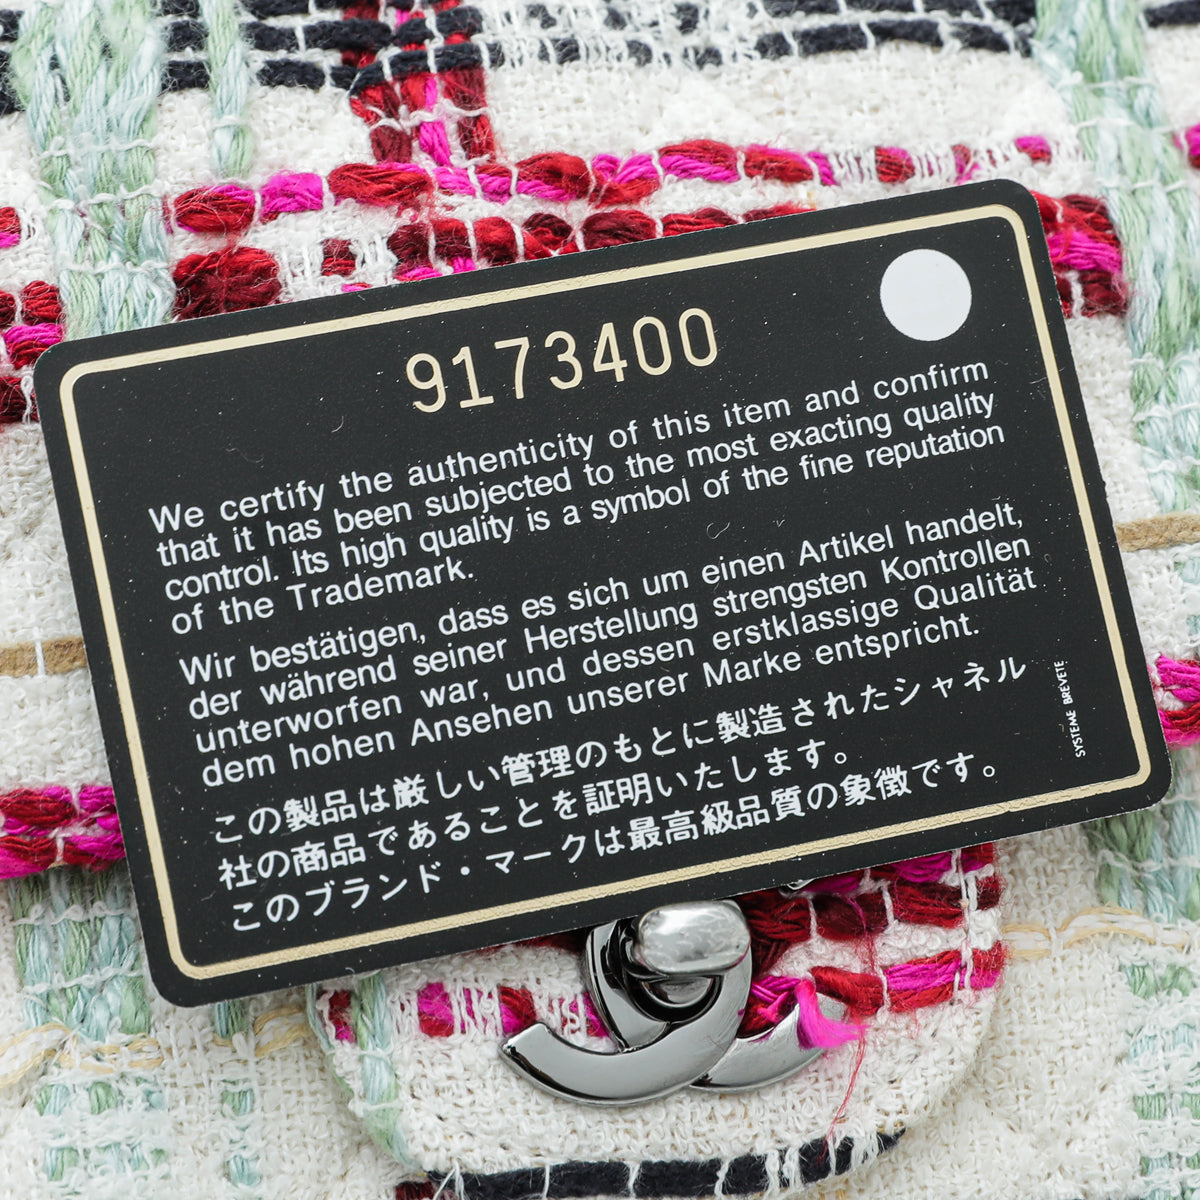 9173400
We certify the authenticity of this item and confirm
that it has been subjected to the most exacting quality
control. Its high quality is a symbol of the fine reputation
of the Trademark.
Wir bestätigen, dass es sich um einen Artikel handelt,
der während seiner Herstellung strengsten Kontrollen
unterworfen war, und dessen erstklassige Qualität
dem hohen Ansehen unserer Marke entspricht.
この製品は厳しい管理のもとに製造されたシャネル
社の商品であることを証明いたします。
このブランド・マークは最高級品質の象徴です。
SYSTEME BREVETE